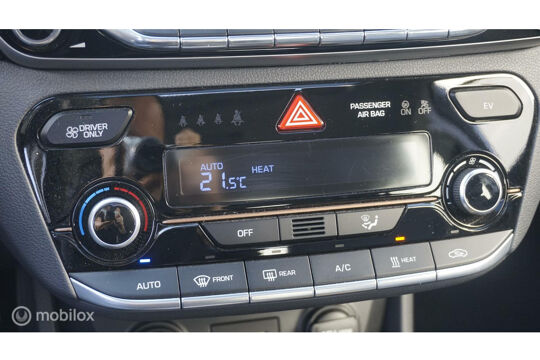 DRIVER
ONLY
PASSENGER
AIR BAG
ON
OFF
EV
AUTO
HEAT
21.5°C
OFF
AUTO
FRONT
REAR
A/C
HEAT
mobilox